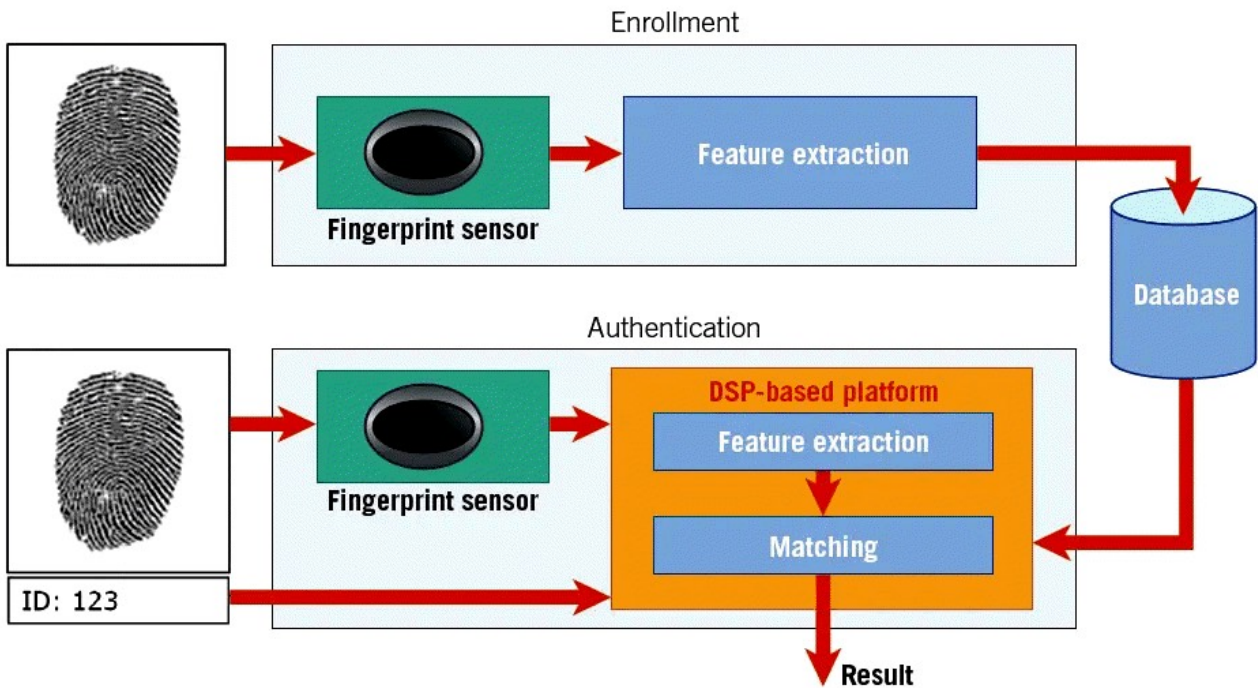 Enrollment
Feature extraction
Fingerprint sensor
Database
Authentication
DSP-based platform
Feature extraction
Fingerprint sensor
Matching
ID: 123
Result